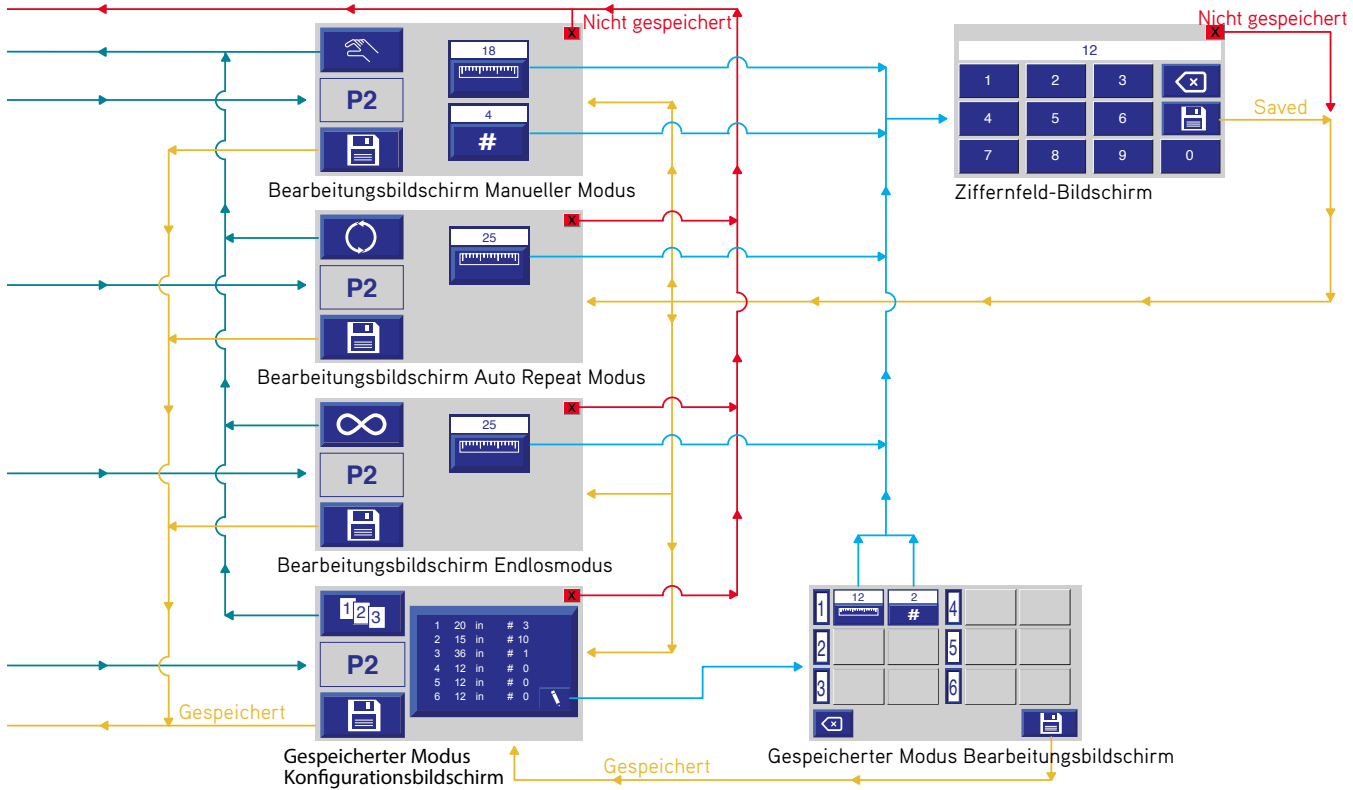 Nicht gespeichert
X
18
P2
4
#
Bearbeitungsbildschirm Manueller Modus
Nicht gespeichert
X
12
1 2 3
4 5 6
7 8 9 0
Saved
Ziffernfeld-Bildschirm
X
25
P2
Bearbeitungsbildschirm Auto Repeat Modus
X
25
P2
Bearbeitungsbildschirm Endlosmodus
X
1 2 3
P2
1 20 in # 3
2 15 in # 10
3 36 in # 1
4 12 in # 0
5 12 in # 0
6 12 in # 0
Gespeichert
Gespeicherter Modus
Konfigurationsbildschirm
1 12 2 # 4
2 5
3 6
Gespeicherter Modus Bearbeitungsbildschirm
Gespeichert